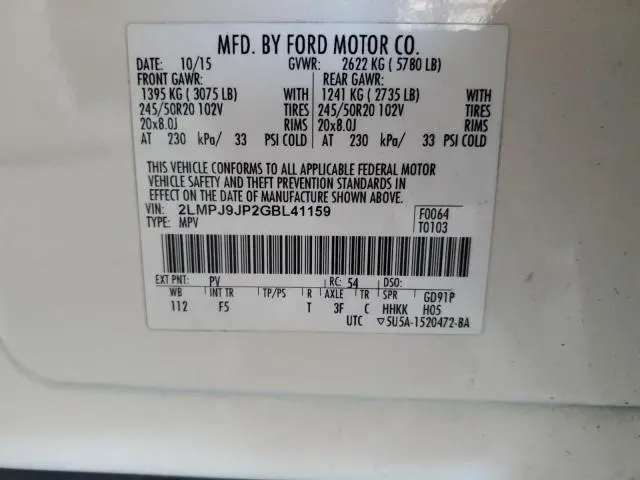 MFD. BY FORD MOTOR CO.
DATE: 10/15 GVWR: 2622 KG ( 5780 LB)
FRONT GAWR: REAR GAWR:
1395 KG ( 3075 LB) WITH 1241 KG ( 2735 LB) WITH
245/50R20 102V TIRES 245/50R20 102V TIRES
20x8.0J RIMS 20x8.0J RIMS
AT 230 kPa/ 33 PSI COLD AT 230 kPa/ 33 PSI COLD
THIS VEHICLE CONFORMS TO ALL APPLICABLE FEDERAL MOTOR
VEHICLE SAFETY AND THEFT PREVENTION STANDARDS IN
EFFECT ON THE DATE OF MANUFACTURE SHOWN ABOVE.
VIN: 2LMPJ9JP2GBL41159 F0064
TYPE: MPV T0103
EXT PNT: PV RC: 54 DSO:
WB INT TR TP/PS R AXLE TR SPR GD91P
112 F5 T 3F C HHKK H05
UTC ▽5U5A-1520472-BA